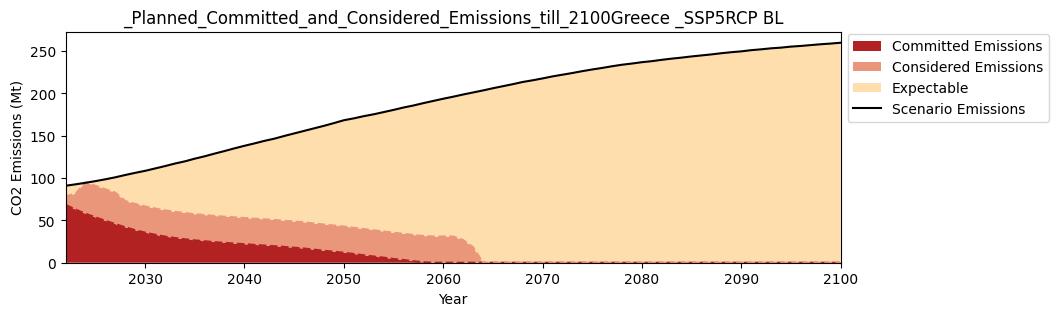 _Planned_Committed_and_Considered_Emissions_till_2100Greece _SSP5RCP BL
CO2 Emissions (Mt)
250
200
150
100
50
0
2030 2040 2050 2060 2070 2080 2090 2100
Year
Committed Emissions
Considered Emissions
Expectable
Scenario Emissions